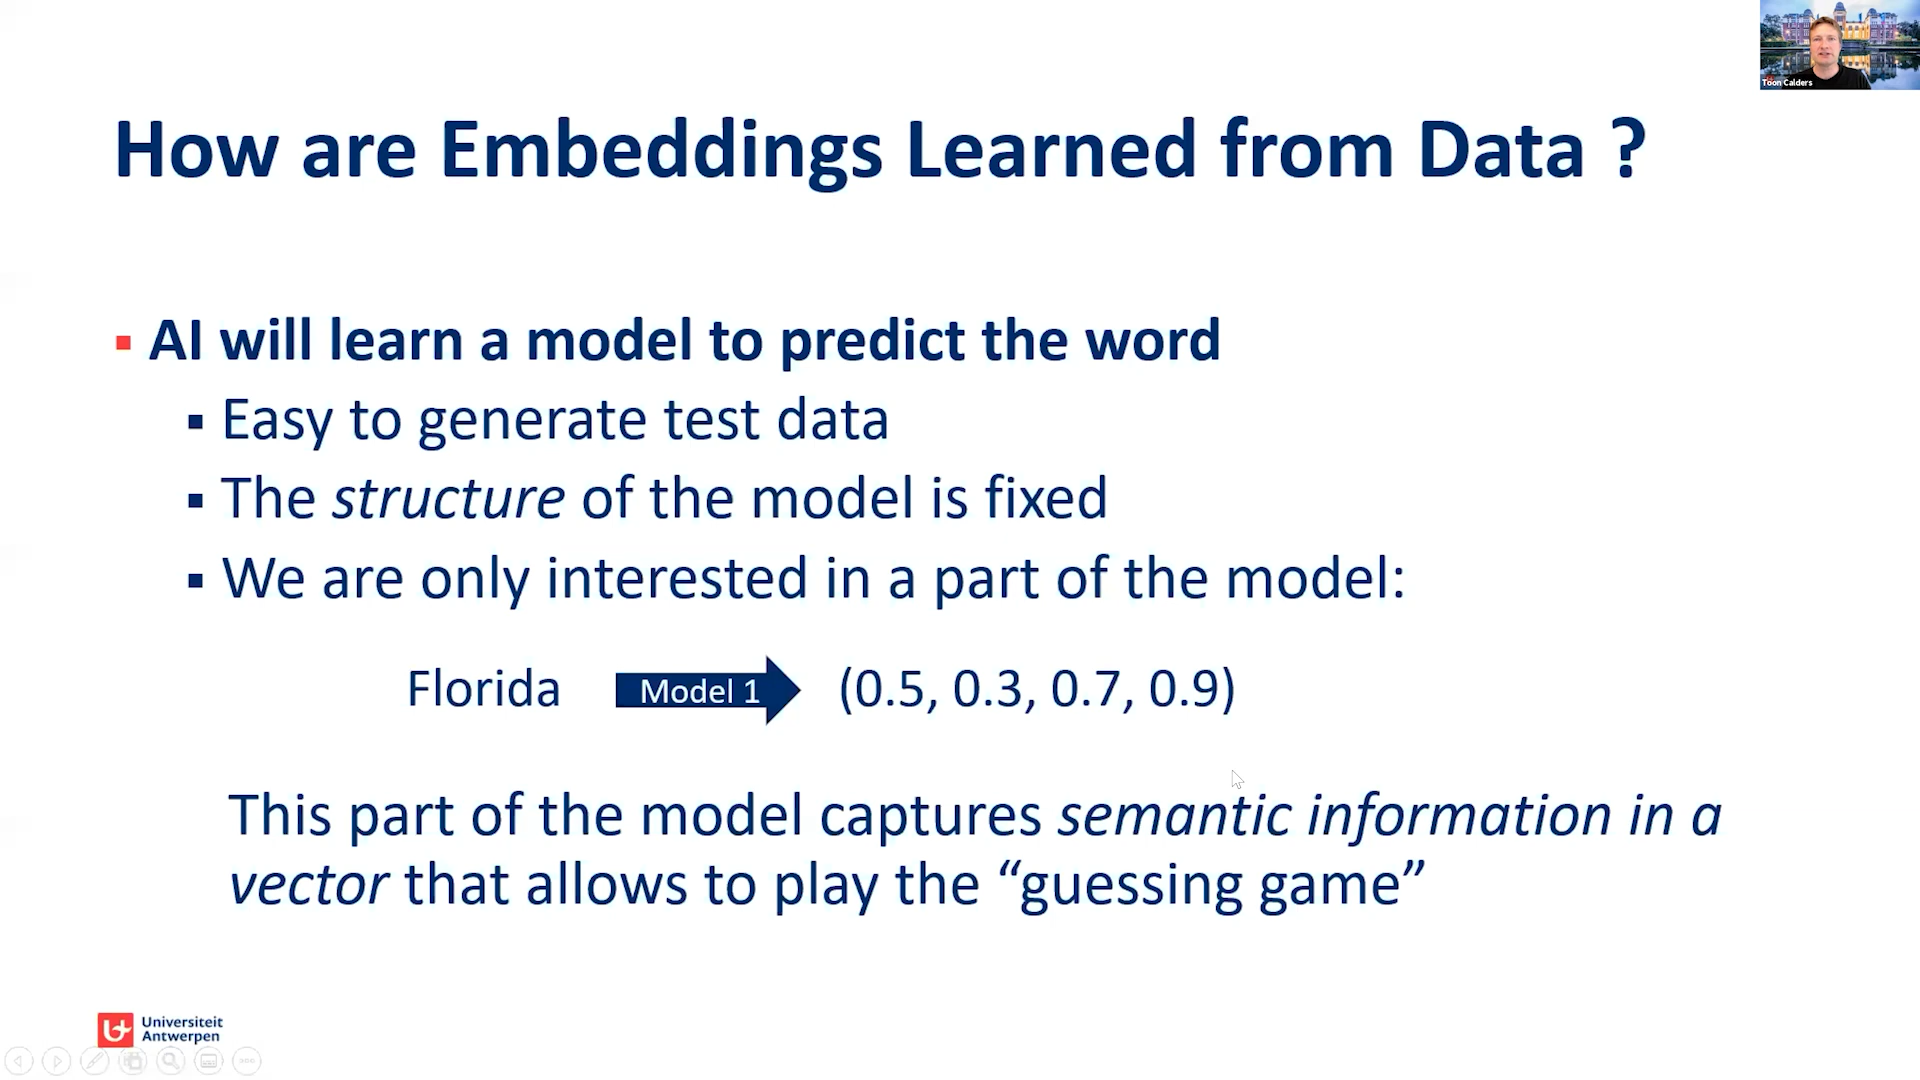 Toon Calders
How are Embeddings Learned from Data ?
AI will learn a model to predict the word
Easy to generate test data
The structure of the model is fixed
We are only interested in a part of the model:
Florida Model 1 (0.5, 0.3, 0.7, 0.9)
This part of the model captures semantic information in a
vector that allows to play the “guessing game”
Universiteit
Antwerpen